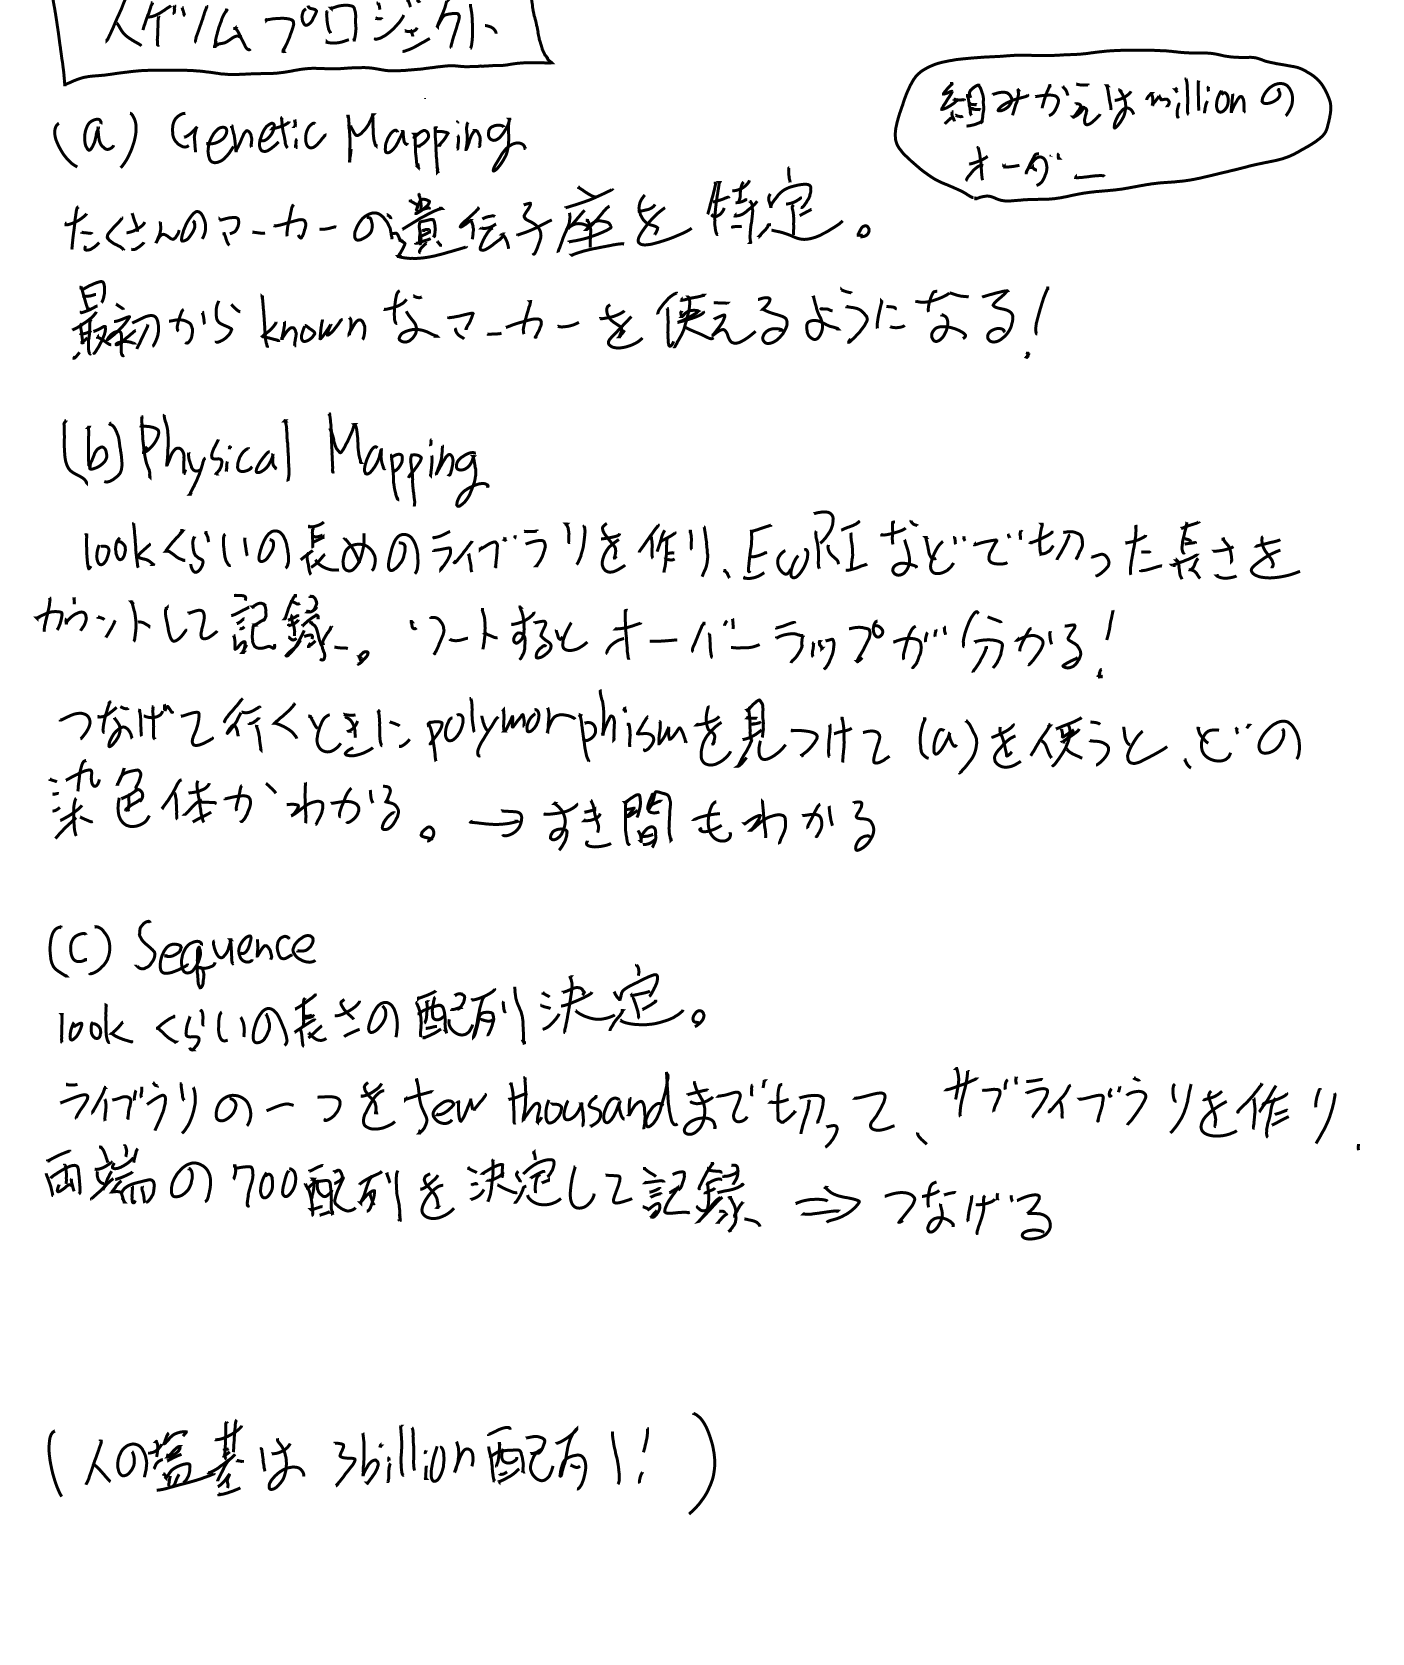 人ゲノムプロジェクト
(a) Genetic Mapping
組みかえはmillionの
オーダー
たくさんのマーカーの遺伝子座を特定。
最初からknownなマーカーを使えるようになる!
(b) Physical Mapping
100kくらいの長めのライブラリを作り、EcoRIなどで切った長さを
カウントして記録。ソートするとオーバーラップが分かる!
つなげて行くときにpolymorphismを見つけて(a)を使うと、どの
染色体かわかる。→すき間もわかる
(C) Sequence
100kくらいの長さの配列決定。
ライブラリの一つをfew thousandまで切って、サブライブラリを作り、
両端の700配列を決定して記録、⇒つなげる
(人の塩基は3billion配列!)